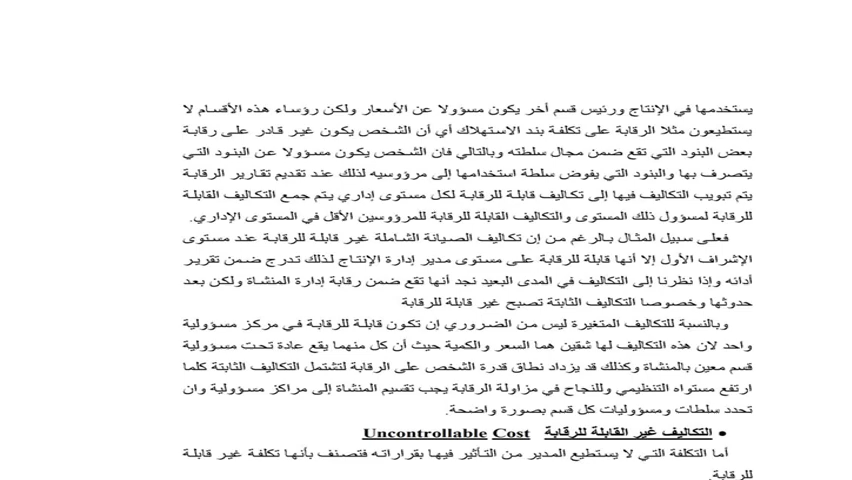 يستخدمها في الإنتاج ورئيس قسم أخر يكون مسؤولا عن الأسعار ولكن رؤساء هذه الأقسام لا
يستطيعون مثلا الرقابة على تكلفة بند الاستهلاك أي أن الشخص يكون غير قادر على رقابة
بعض البنود التي تقع ضمن مجال سلطته وبالتالي فان الشخص يكون مسؤولا عن البنود التي
يتصرف بها والبنود التي يفوض سلطة استخدامها إلى مرؤوسيه لذلك عند تقديم تقارير الرقابة
يتم تبويب التكاليف فيها إلى تكاليف قابلة للرقابة لكل مستوى إداري يتم جمع التكاليف القابلة
للرقابة لمسؤول ذلك المستوى والتكاليف القابلة للرقابة للمرؤوسين الأقل في المستوى الإداري.
فعلى سبيل المثال بالرغم من إن تكاليف الصيانة الشاملة غير قابلة للرقابة عند مستوى
الإشراف الأول إلا أنها قابلة للرقابة على مستوى مدير إدارة الإنتاج لذلك تدرج ضمن تقرير
أدائه وإذا نظرنا إلى التكاليف في المدى البعيد نجد أنها تقع ضمن رقابة إدارة المنشاة ولكن بعد
حدوثها وخصوصا التكاليف الثابتة تصبح غير قابلة للرقابة
وبالنسبة للتكاليف المتغيرة ليس من الضروري إن تكون قابلة للرقابة في مركز مسؤولية
واحد لان هذه التكاليف لها شقين هما السعر والكمية حيث أن كل منهما يقع عادة تحت مسؤولية
قسم معين بالمنشاة وكذلك قد يزداد نطاق قدرة الشخص على الرقابة لتشتمل التكاليف الثابتة كلما
ارتفع مستواه التنظيمي وللنجاح في مزاولة الرقابة يجب تقسيم المنشاة إلى مراكز مسؤولية وان
تحدد سلطات ومسؤوليات كل قسم بصورة واضحة.
• التكاليف غير القابلة للرقابة Uncontrollable Cost
أما التكلفة التي لا يستطيع المدير من التأثير فيها بقراراته فتصنف بأنها تكلفة غير قابلة
للرقابة.